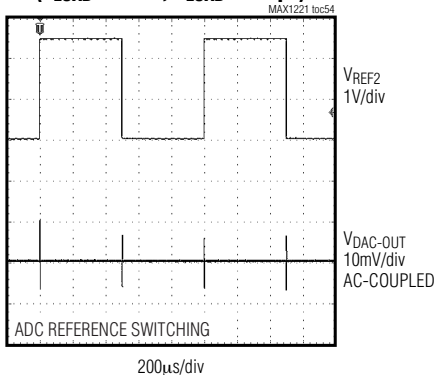 MAX1221 toc54
VREF2
1V/div
VDAC-OUT
10mV/div
AC-COUPLED
ADC REFERENCE SWITCHING
200µs/div